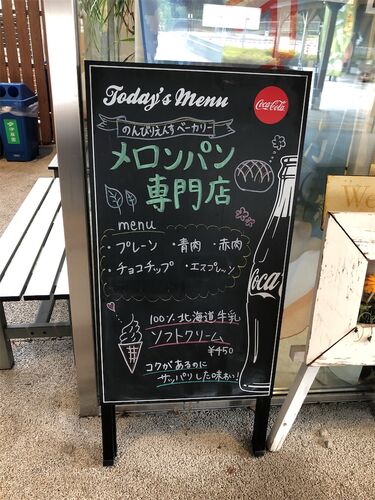 Today's Menu
Coca-Cola
のんびりえんすベーカリー
メロンパン
専門店
menu
・プレーン ・青肉 ・赤肉
・チョコチップ ・エスプレッソ
100% 北海道牛乳
ソフトクリーム
¥450
コクがあるのに
サッパリした味わい!
Coca
We